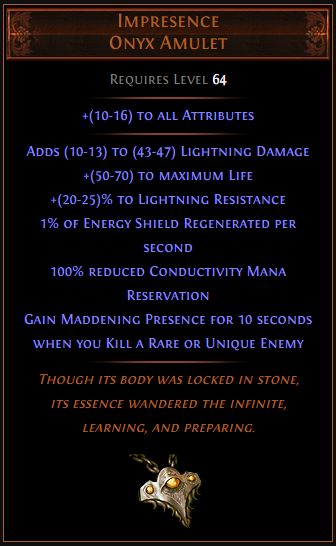 Impresence
Onyx Amulet
Requires Level 64
+(10-16) to all Attributes
Adds (10-13) to (43-47) Lightning Damage
+(50-70) to maximum Life
+(20-25)% to Lightning Resistance
1% of Energy Shield Regenerated per
second
100% reduced Conductivity Mana
Reservation
Gain Maddening Presence for 10 seconds
when you Kill a Rare or Unique Enemy
Though its body was locked in stone,
its essence wandered the infinite,
learning, and preparing.